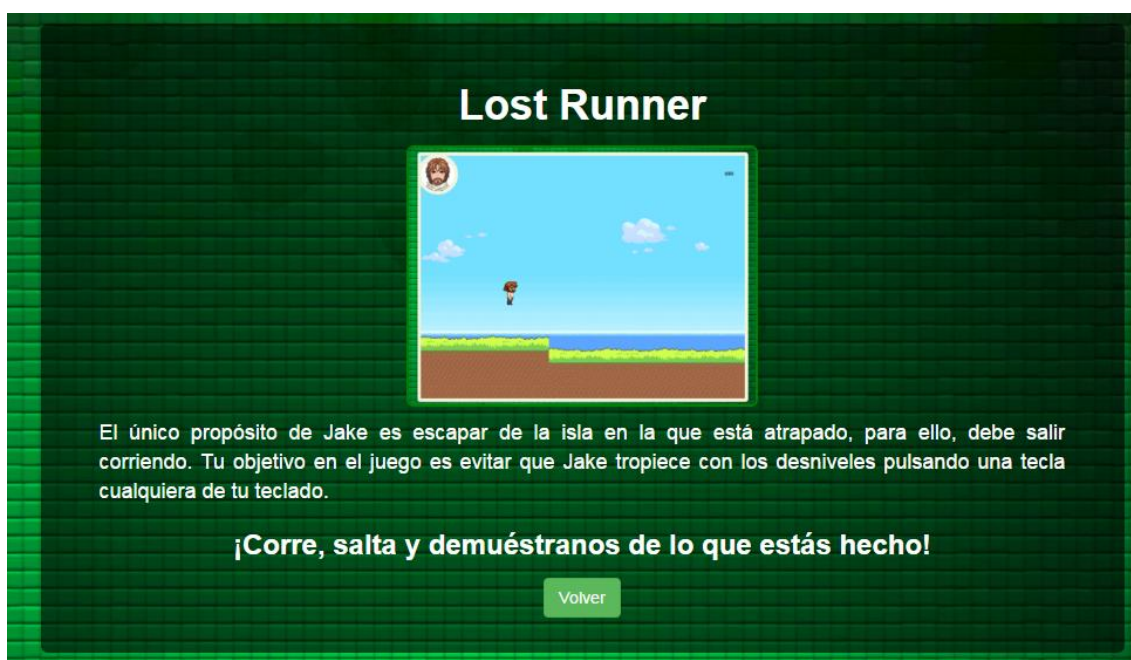 Lost Runner
El único propósito de Jake es escapar de la isla en la que está atrapado, para ello, debe salir
corriendo. Tu objetivo en el juego es evitar que Jake tropiece con los desniveles pulsando una tecla
cualquiera de tu teclado.
¡Corre, salta y demuéstranos de lo que estás hecho!
Volver